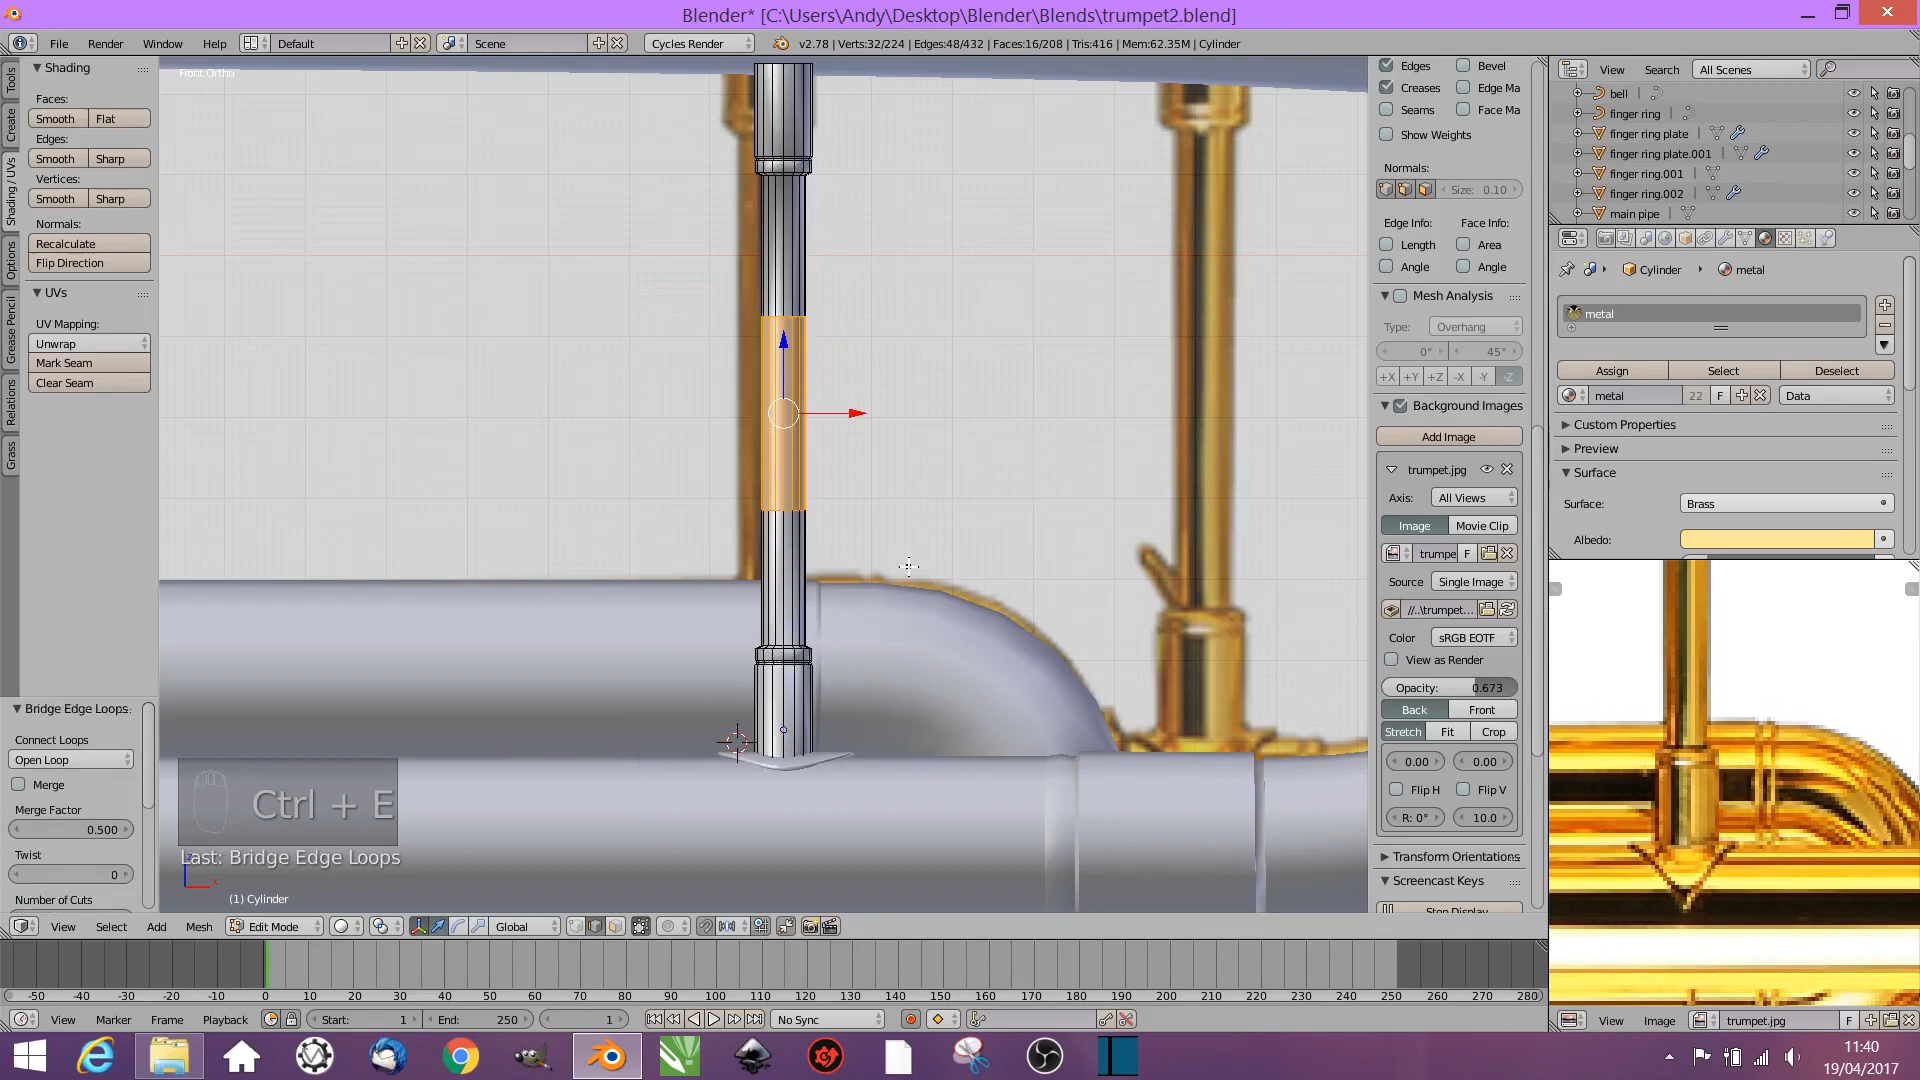 Blender* [C:\Users\Andy\Desktop\Blender\Blends\trumpet2.blend]
File Render Window Help Default Scene Cycles Render v2.78 | Verts:32/224 | Edges:48/432 | Faces:16/208 | Tris:416 | Mem:62.35M | Cylinder
Tools
Create
Shading / UVs
Options
Grease Pencil
Relations
Grass
Shading
Faces:
Smooth Flat
Edges:
Smooth Sharp
Vertices:
Smooth Sharp
Normals:
Recalculate
Flip Direction
UVs
UV Mapping:
Unwrap
Mark Seam
Clear Seam
Bridge Edge Loops
Connect Loops
Open Loop
Merge
Merge Factor
0.500
Twist
0
Number of Cuts
Front Ortho
Ctrl + E
Last: Bridge Edge Loops
z
x
(1) Cylinder
Edges Bevel
Creases Edge Ma
Seams Face Ma
Show Weights
Normals:
Size: 0.10
Edge Info: Face Info:
Length Area
Angle Angle
Mesh Analysis
Type: Overhang
0° 45°
+X +Y +Z -X -Y -Z
Background Images
Add Image
trumpet.jpg
Axis: All Views
Image Movie Clip
trumpe F
Source Single Image
//..\trumpet...
Color sRGB EOTF
View as Render
Opacity: 0.673
Back Front
Stretch Fit Crop
0.00 0.00
Flip H Flip V
R: 0° 10.0
Transform Orientations
Screencast Keys
Stop Display
View Search All Scenes
bell
finger ring
finger ring plate
finger ring plate.001
finger ring.001
finger ring.002
main pipe
Cylinder metal
metal
Assign Select Deselect
metal 22 F Data
Custom Properties
Preview
Surface
Surface: Brass
Albedo:
View Image trumpet.jpg F
View Select Add Mesh Edit Mode Global
-50 -40 -30 -20 -10 0 10 20 30 40 50 60 70 80 90 100 110 120 130 140 150 160 170 180 190 200 210 220 230 240 250 260 270 280
View Marker Frame Playback Start: 1 End: 250 1 No Sync
11:40
19/04/2017